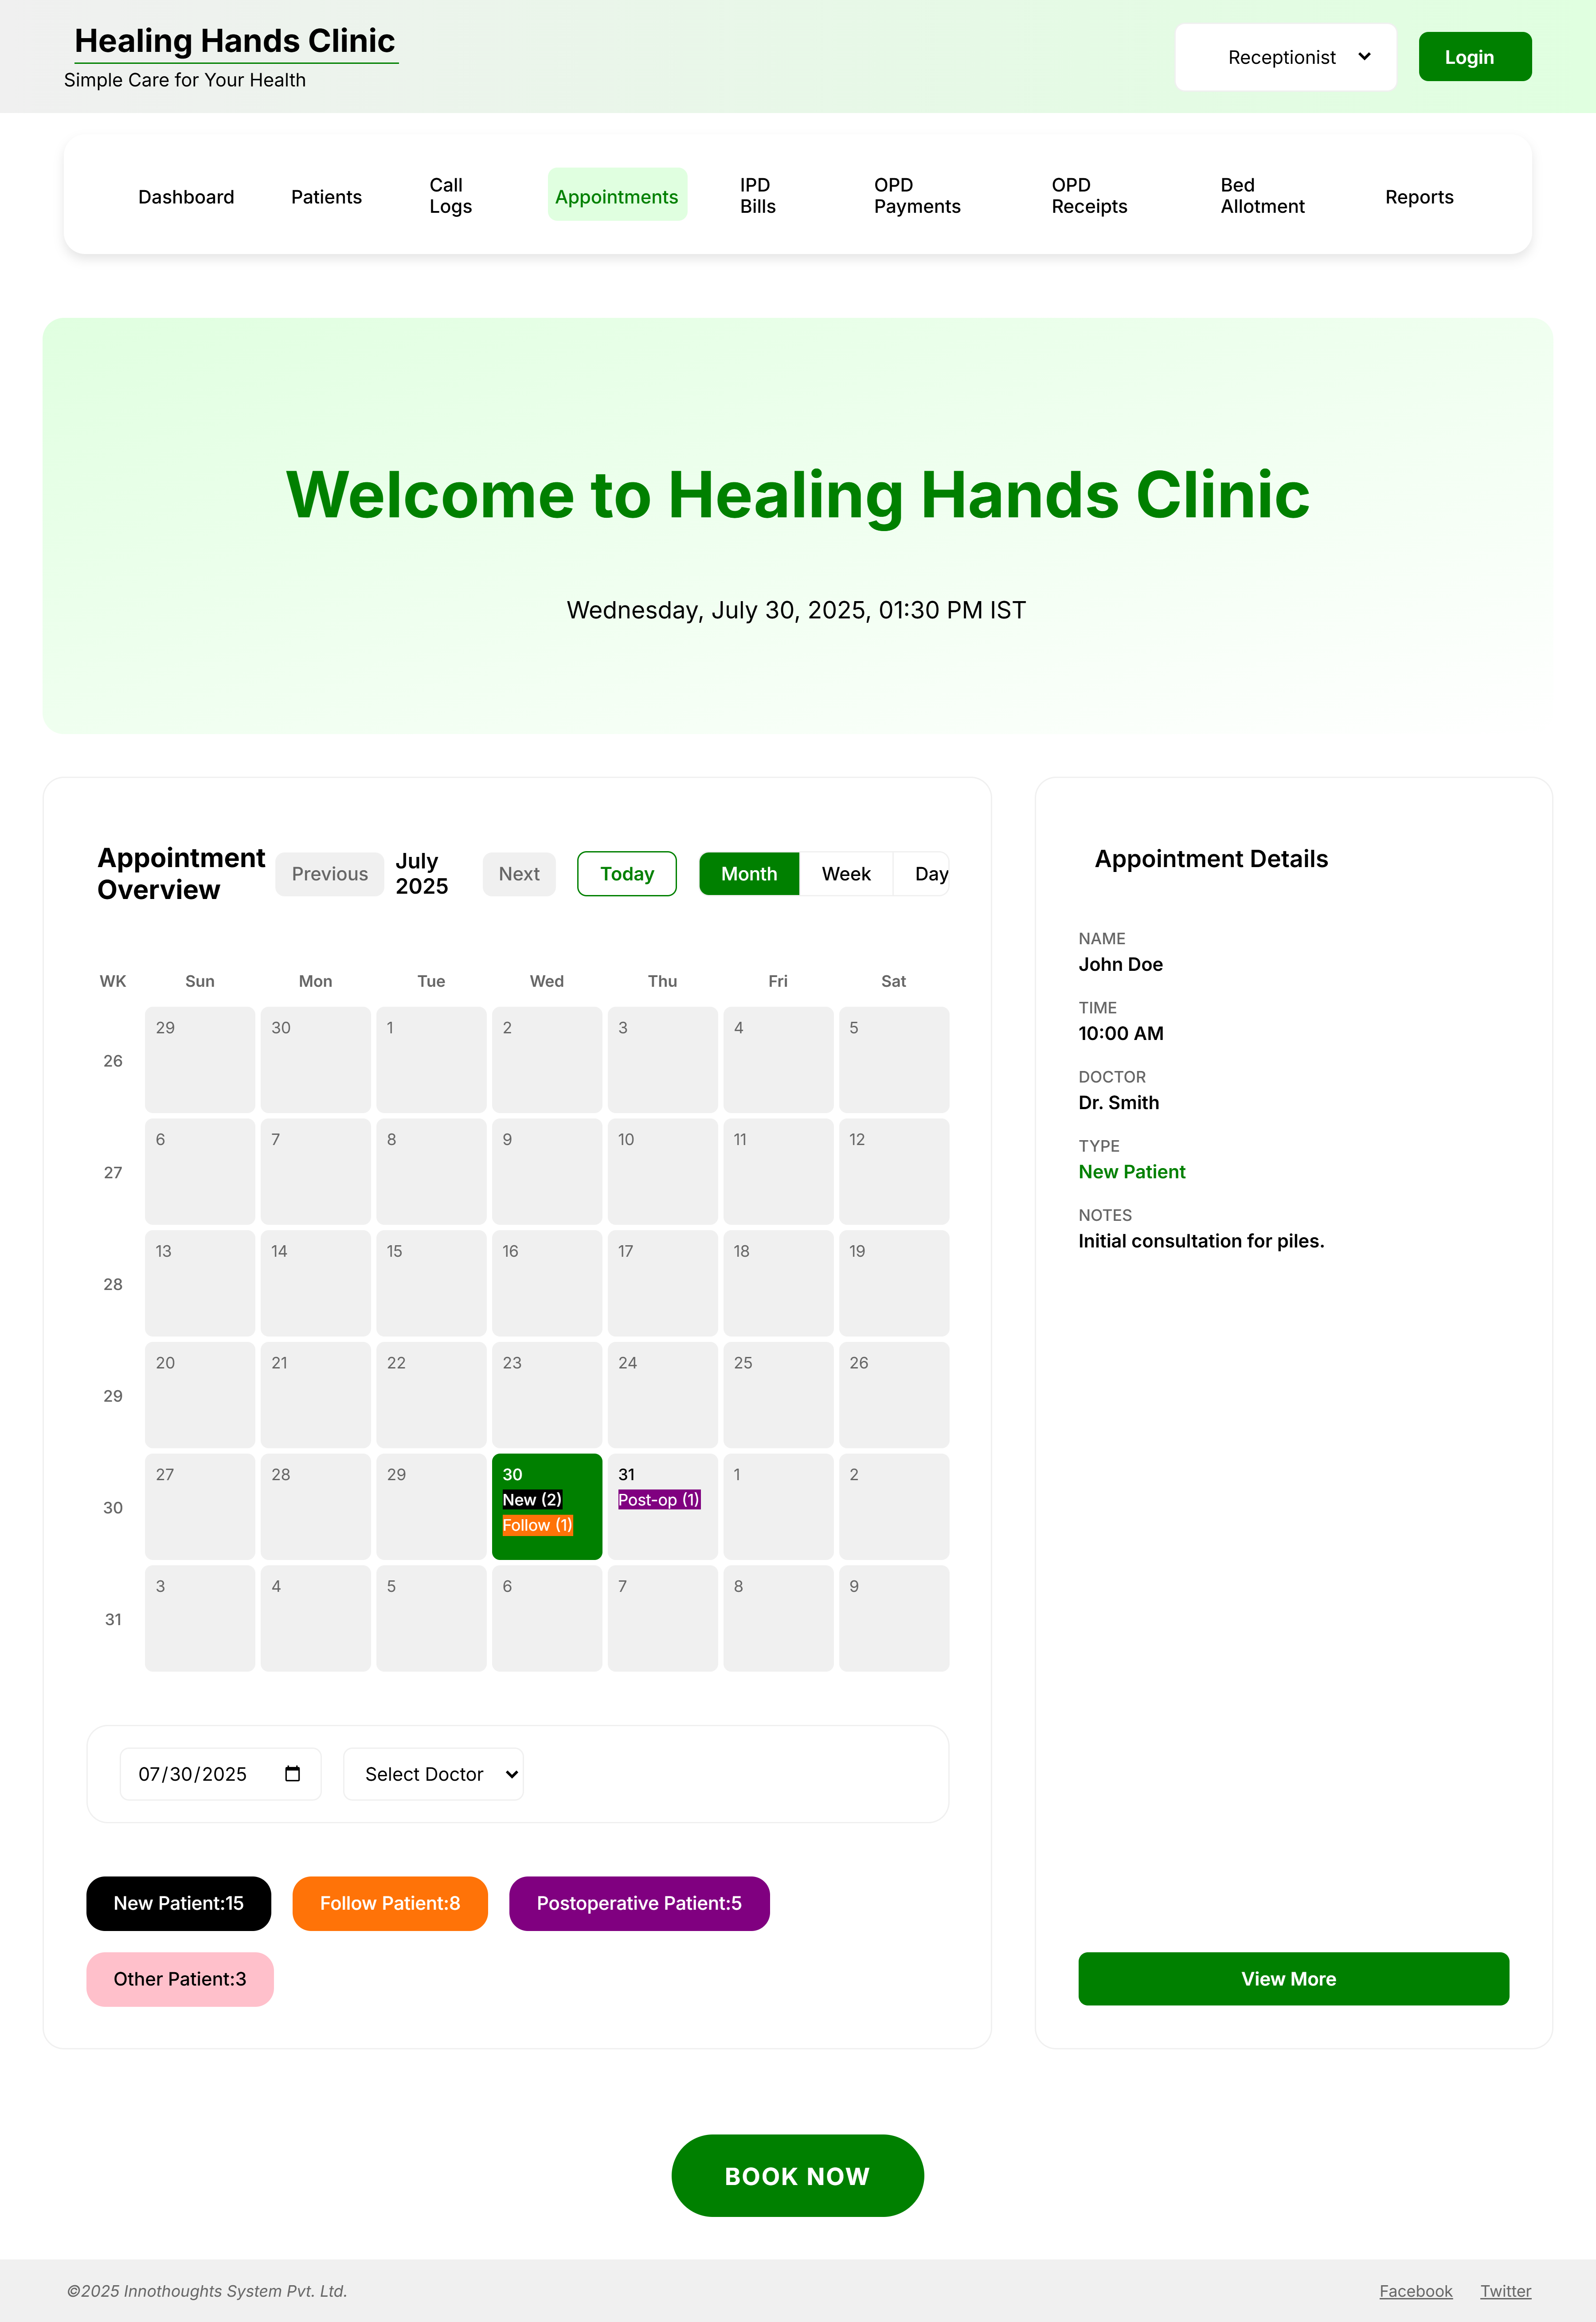 Healing Hands Clinic
Simple Care for Your Health
Receptionist
Login
Dashboard
Patients
Call
Logs
Appointments
IPD
Bills
OPD
Payments
OPD
Receipts
Bed
Allotment
Reports
Welcome to Healing Hands Clinic
Wednesday, July 30, 2025, 01:30 PM IST
Appointment
Overview
Previous
July
2025
Next
Today
Month
Week
Day
WK Sun Mon Tue Wed Thu Fri Sat
26 29 30 1 2 3 4 5
27 6 7 8 9 10 11 12
28 13 14 15 16 17 18 19
29 20 21 22 23 24 25 26
30 27 28 29 30 31 1 2
New (2) Post-op (1)
Follow (1)
31 3 4 5 6 7 8 9
07/30/2025
Select Doctor
New Patient:15
Follow Patient:8
Postoperative Patient:5
Other Patient:3
Appointment Details
NAME
John Doe
TIME
10:00 AM
DOCTOR
Dr. Smith
TYPE
New Patient
NOTES
Initial consultation for piles.
View More
BOOK NOW
©2025 Innothoughts System Pvt. Ltd.
Facebook
Twitter